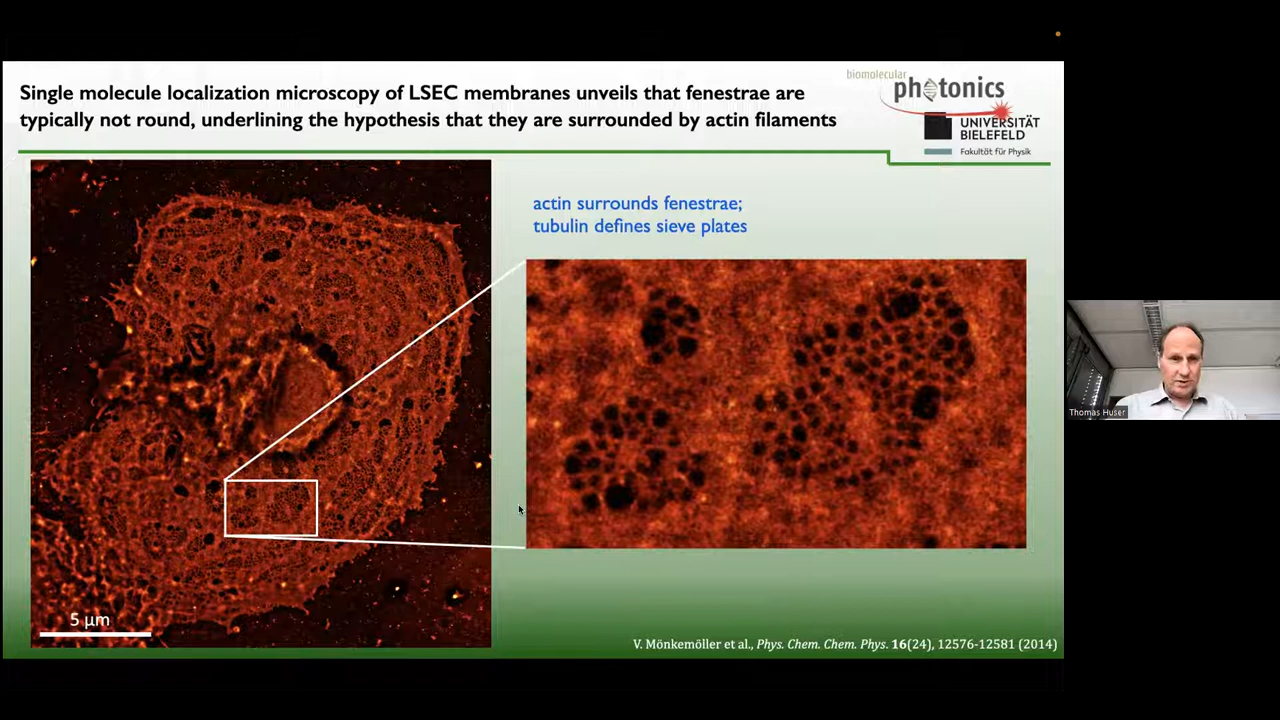 Single molecule localization microscopy of LSEC membranes unveils that fenestrae are
typically not round, underlining the hypothesis that they are surrounded by actin filaments
biomolecular
photonics
UNIVERSITÄT
BIELEFELD
Fakultät für Physik
actin surrounds fenestrae;
tubulin defines sieve plates
5 µm
V. Mönkemöller et al., Phys. Chem. Chem. Phys. 16(24), 12576-12581 (2014)
Thomas Huser